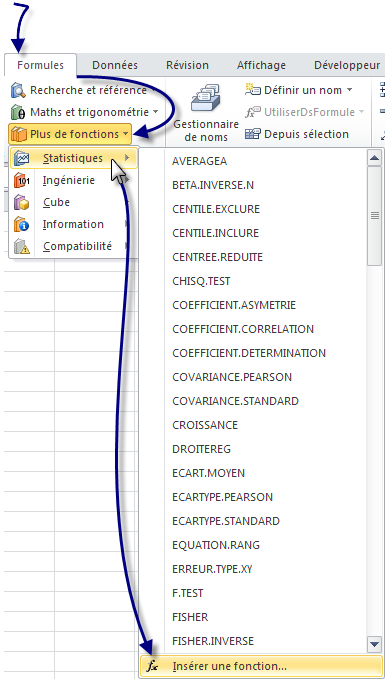 Formules Données Révision Affichage Développeur
Recherche et référence
Maths et trigonométrie
Plus de fonctions
Gestionnaire
de noms
Définir un nom
UtiliserDsFormule
Depuis sélection
Statistiques
Ingénierie
Cube
Information
Compatibilité
AVERAGEA
BETA.INVERSE.N
CENTILE.EXCLURE
CENTILE.INCLURE
CENTREE.REDUITE
CHISQ.TEST
COEFFICIENT.ASYMETRIE
COEFFICIENT.CORRELATION
COEFFICIENT.DETERMINATION
COVARIANCE.PEARSON
COVARIANCE.STANDARD
CROISSANCE
DROITEREG
ECART.MOYEN
ECARTYPE.PEARSON
ECARTYPE.STANDARD
EQUATION.RANG
ERREUR.TYPE.XY
F.TEST
FISHER
FISHER.INVERSE
fx Insérer une fonction...